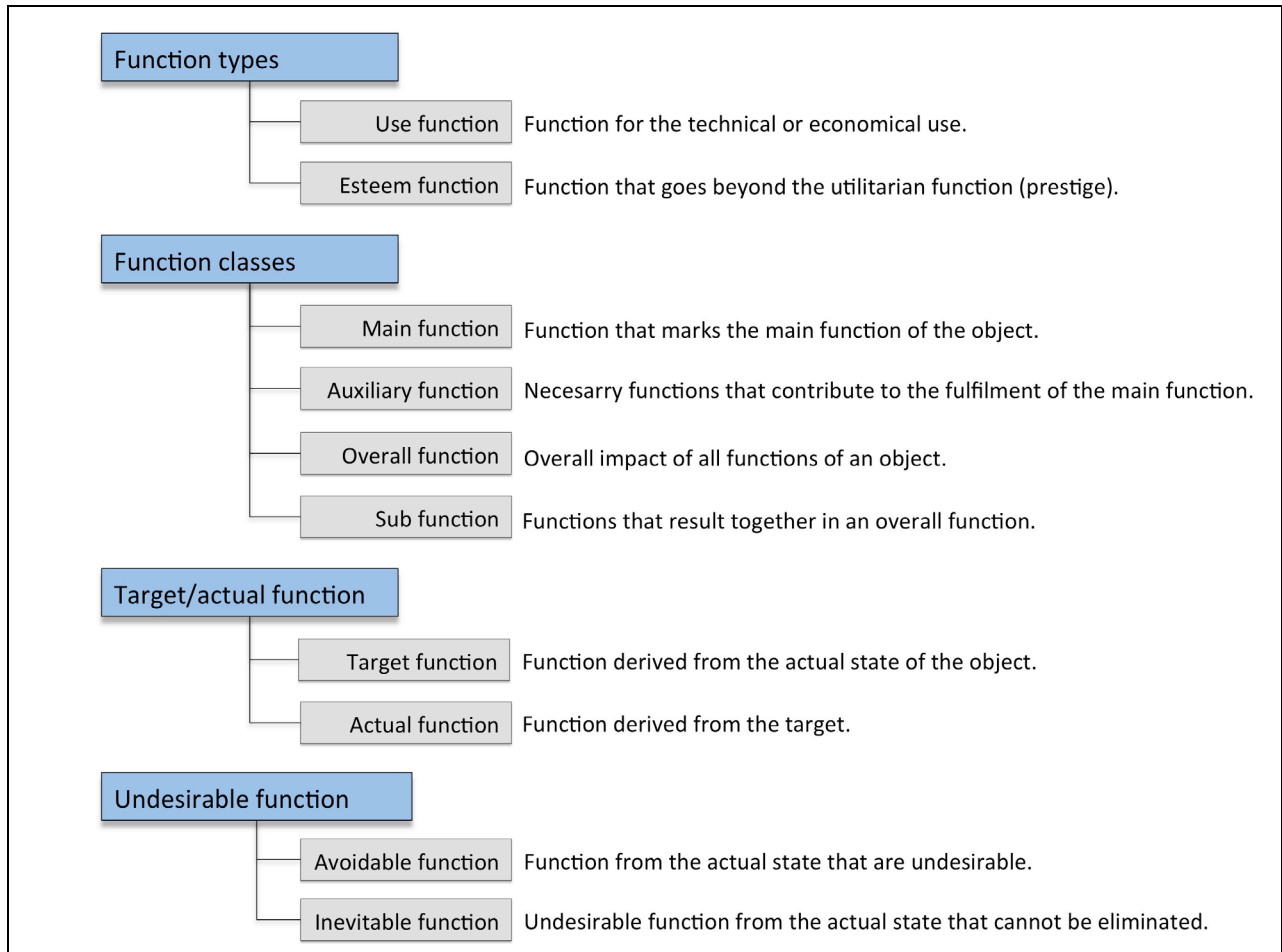 Function types
Use function Function for the technical or economical use.
Esteem function Function that goes beyond the utilitarian function (prestige).
Function classes
Main function Function that marks the main function of the object.
Auxiliary function Necesarry functions that contribute to the fulfilment of the main function.
Overall function Overall impact of all functions of an object.
Sub function Functions that result together in an overall function.
Target/actual function
Target function Function derived from the actual state of the object.
Actual function Function derived from the target.
Undesirable function
Avoidable function Function from the actual state that are undesirable.
Inevitable function Undesirable function from the actual state that cannot be eliminated.